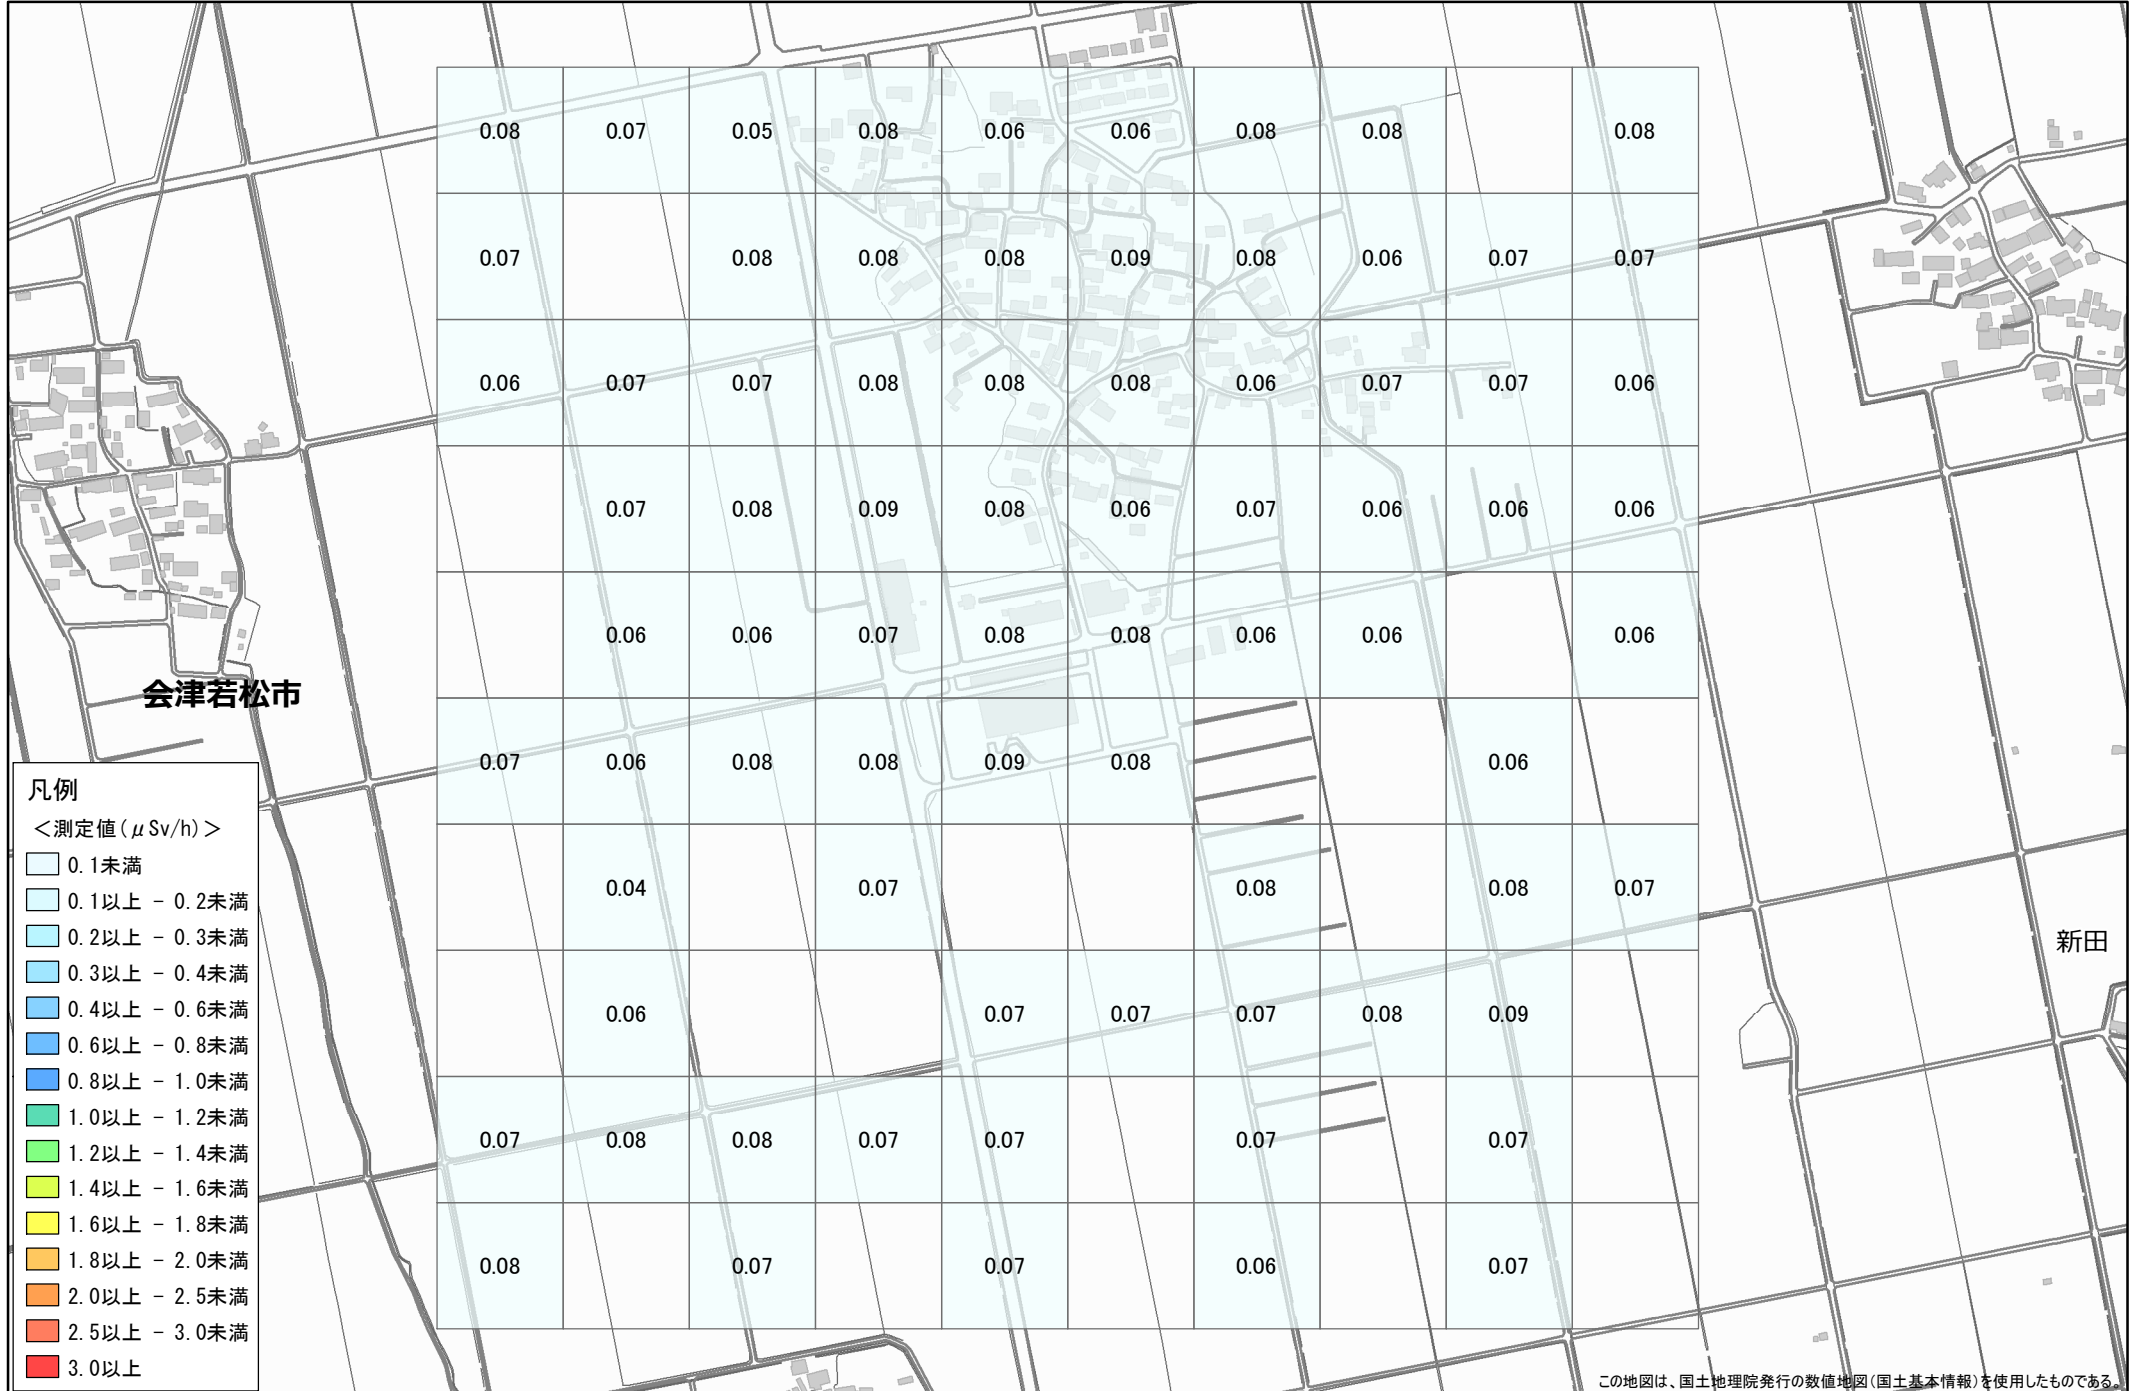 0.08 0.07 0.05 0.08 0.06 0.06 0.08 0.08 0.08
0.07 0.08 0.08 0.08 0.09 0.08 0.06 0.07 0.07
0.06 0.07 0.07 0.08 0.08 0.08 0.06 0.07 0.07 0.06
0.07 0.08 0.09 0.08 0.06 0.07 0.06 0.06 0.06
0.06 0.06 0.07 0.08 0.08 0.06 0.06 0.06
会津若松市
0.07 0.06 0.08 0.08 0.09 0.08 0.06
0.04 0.07 0.08 0.08 0.07
新田
0.06 0.07 0.07 0.07 0.08 0.09
0.07 0.08 0.08 0.07 0.07 0.07 0.07
0.08 0.07 0.07 0.06 0.07
凡例
＜測定値(μSv/h)＞
0.1未満
0.1以上 - 0.2未満
0.2以上 - 0.3未満
0.3以上 - 0.4未満
0.4以上 - 0.6未満
0.6以上 - 0.8未満
0.8以上 - 1.0未満
1.0以上 - 1.2未満
1.2以上 - 1.4未満
1.4以上 - 1.6未満
1.6以上 - 1.8未満
1.8以上 - 2.0未満
2.0以上 - 2.5未満
2.5以上 - 3.0未満
3.0以上
この地図は、国土地理院発行の数値地図(国土基本情報)を使用したものである。